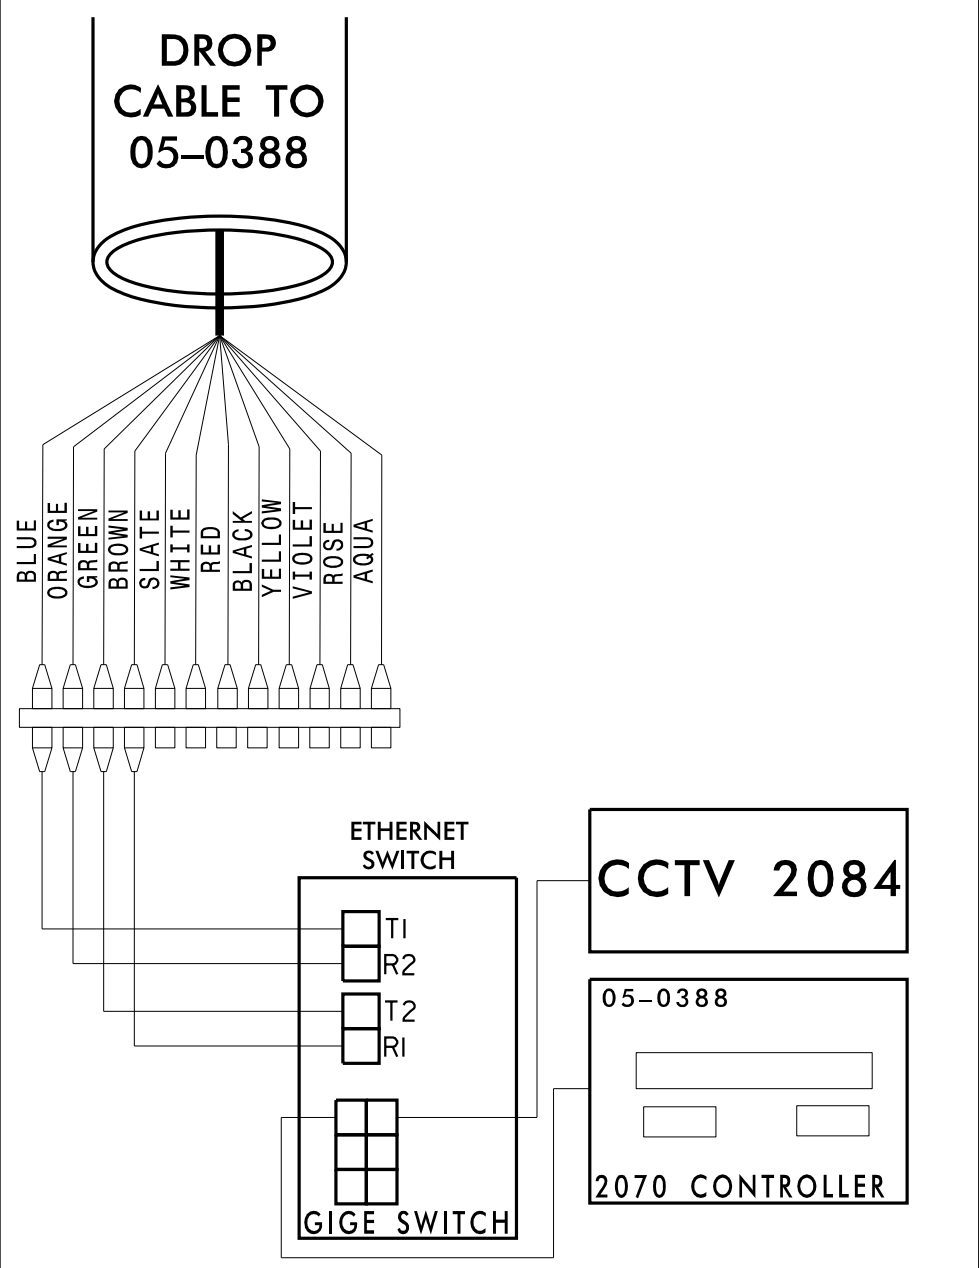 DROP
CABLE TO
05–0388
BLUE
ORANGE
GREEN
BROWN
SLATE
WHITE
RED
BLACK
YELLOW
VIOLET
ROSE
AQUA
ETHERNET
SWITCH
T1
R2
T2
R1
GIGE SWITCH
CCTV 2084
05–0388
2070 CONTROLLER